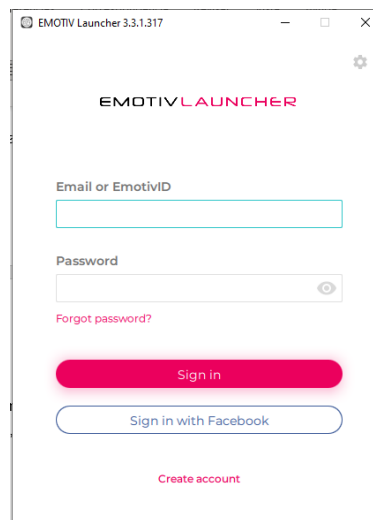 EMOTIV Launcher 3.3.1.317
EMOTIVLAUNCHER
Email or EmotivID
Password
Forgot password?
Sign in
Sign in with Facebook
Create account